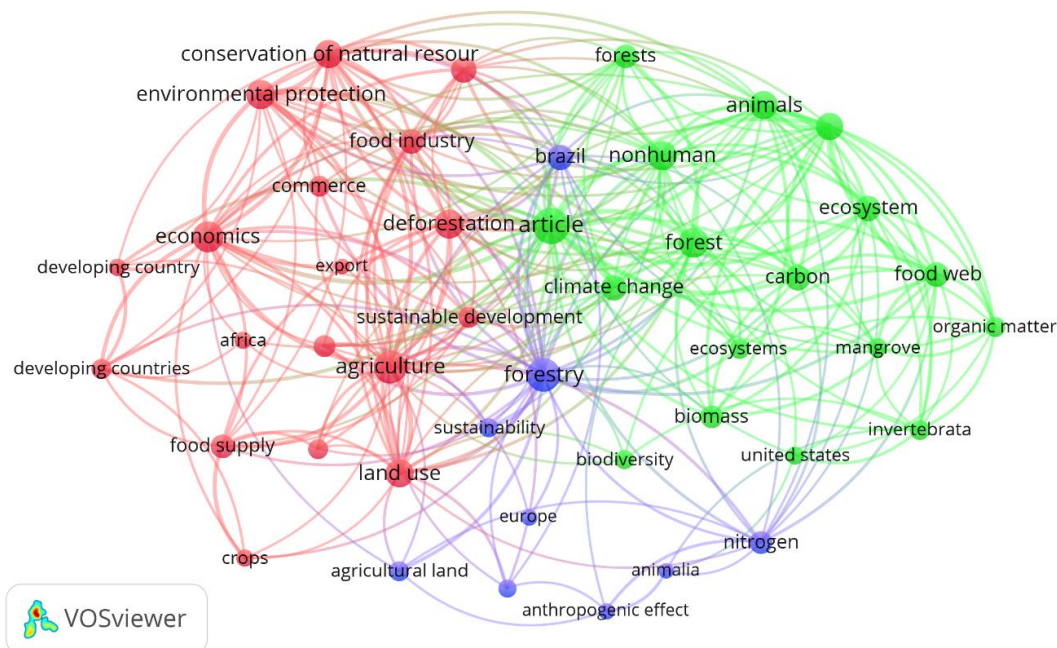 conservation of natural resour
forests
environmental protection
animals
food industry
brazil
nonhuman
commerce
ecosystem
deforestation
article
economics
forest
developing country
export
climate change
carbon
food web
sustainable development
organic matter
africa
ecosystems
mangrove
developing countries
agriculture
forestry
biomass
sustainability
invertebrata
food supply
biodiversity
united states
land use
europe
nitrogen
crops
agricultural land
animalia
anthropogenic effect
VOSviewer